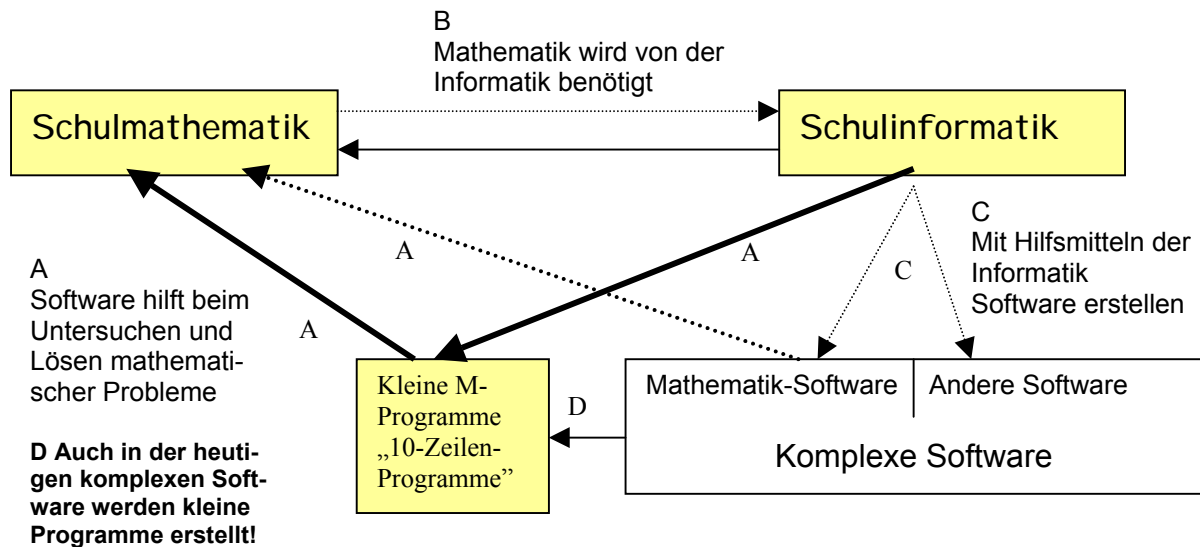 B
Mathematik wird von der
Informatik benötigt
Schulmathematik
Schulinformatik
A
Software hilft beim
Untersuchen und
Lösen mathemati-
scher Probleme
A
A
A
C
C
Mit Hilfsmitteln der
Informatik
Software erstellen
D Auch in der heuti-
gen komplexen Soft-
ware werden kleine
Programme erstellt!
Kleine M-
Programme
„10-Zeilen-
Programme”
D
Mathematik-Software
Andere Software
Komplexe Software